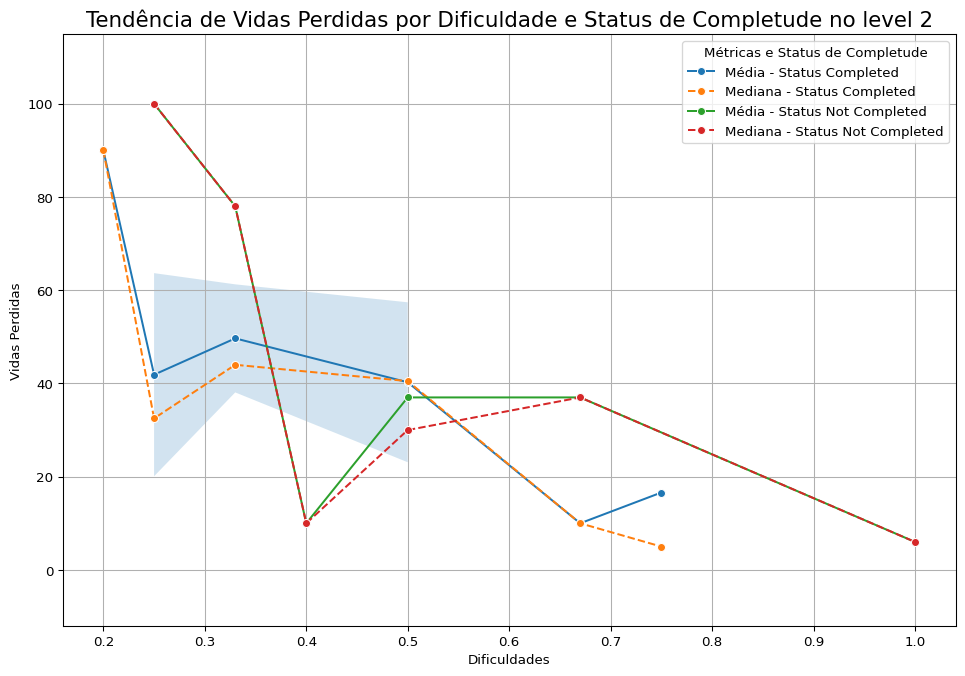 Tendência de Vidas Perdidas por Dificuldade e Status de Completude no level 2
Métricas e Status de Completude
Média - Status Completed
Mediana - Status Completed
Média - Status Not Completed
Mediana - Status Not Completed
Vidas Perdidas
100
80
60
40
20
0
0.2 0.3 0.4 0.5 0.6 0.7 0.8 0.9 1.0
Dificuldades